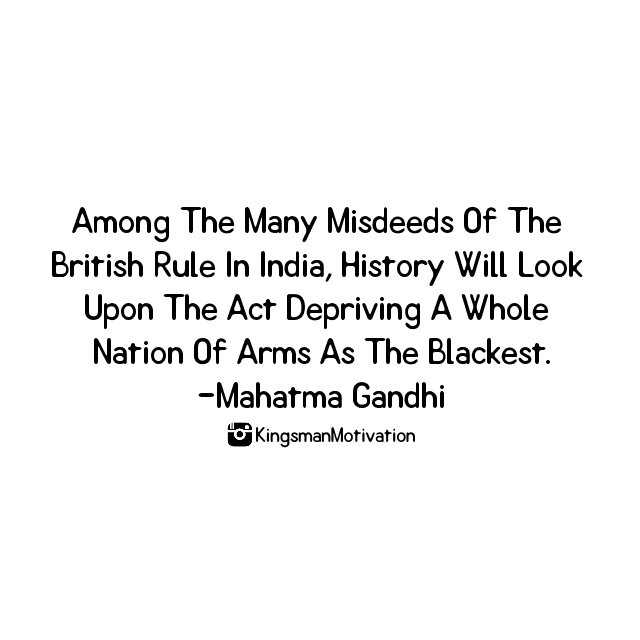 Among The Many Misdeeds Of The
British Rule In India, History Will Look
Upon The Act Depriving A Whole
Nation Of Arms As The Blackest.
-Mahatma Gandhi
KingsmanMotivation